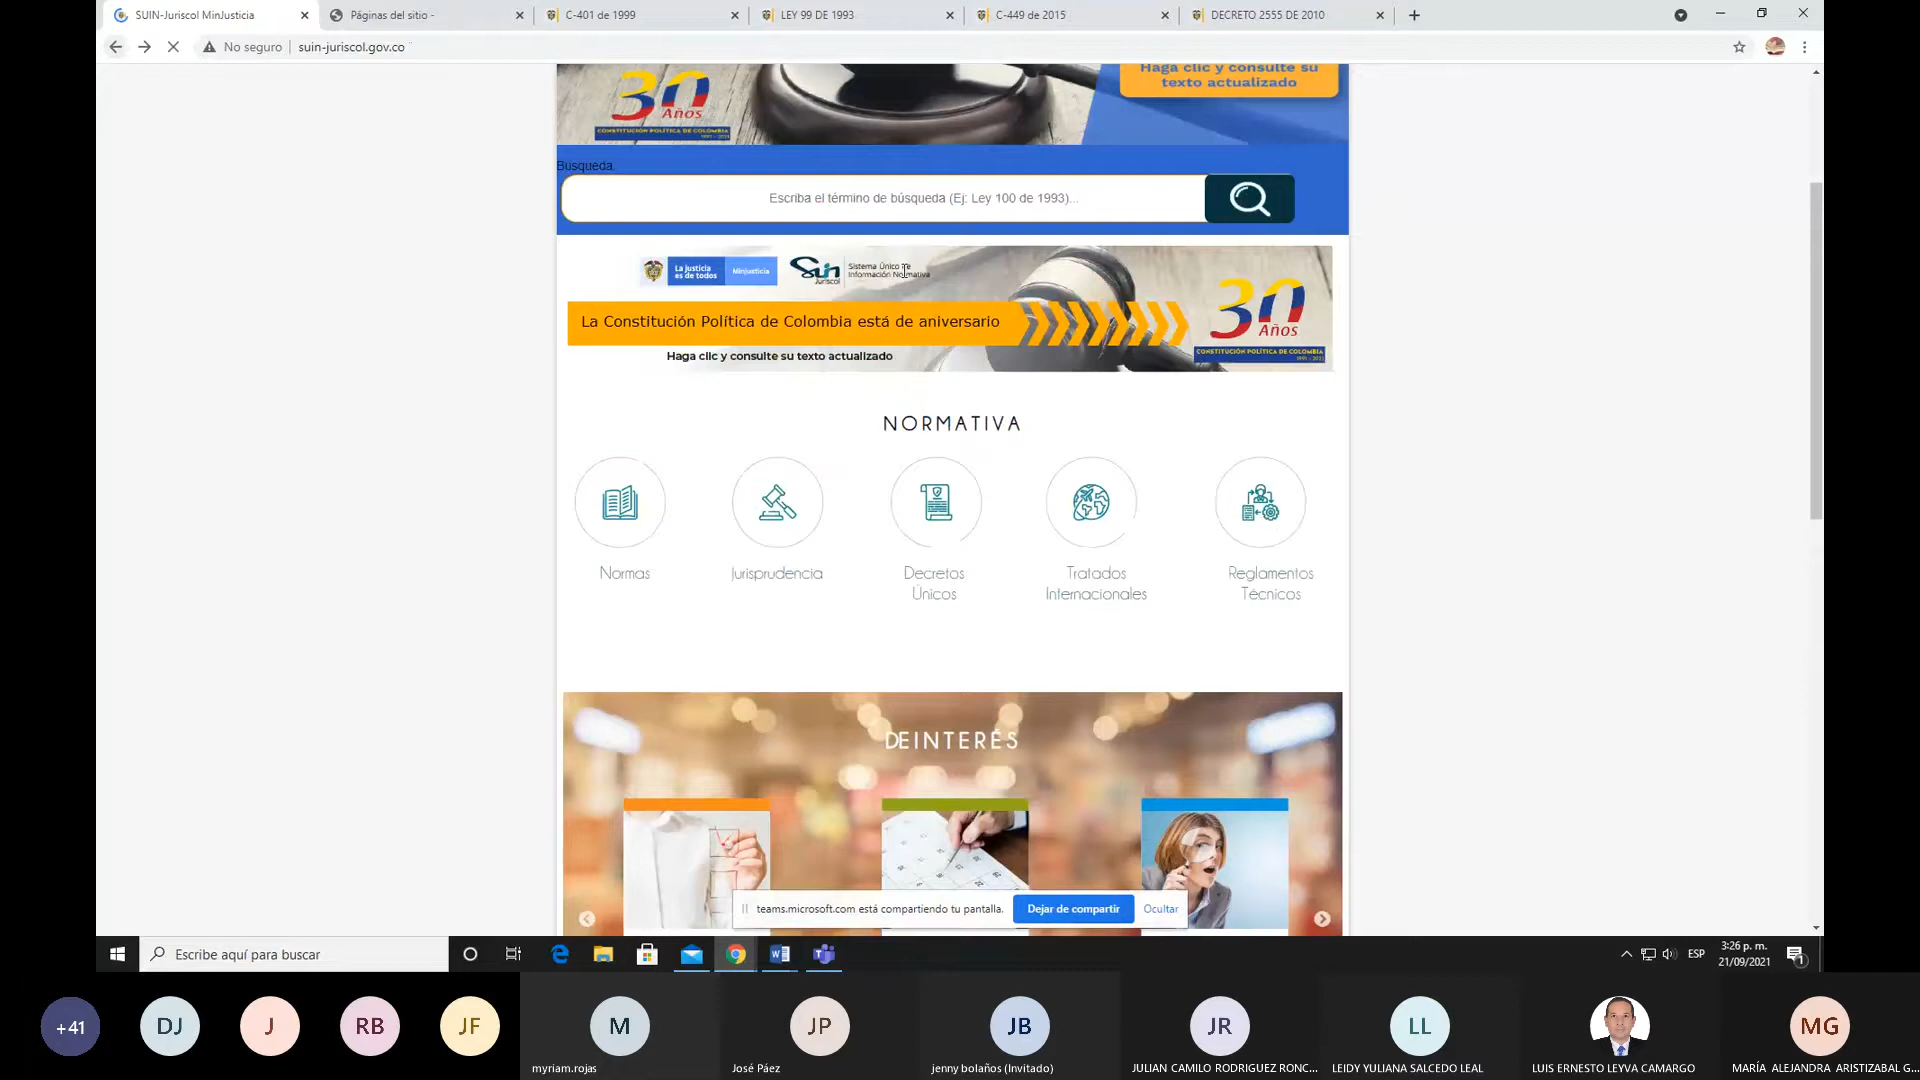 SUIN-Juriscol MinJusticia
Páginas del sitio -
C-401 de 1999
LEY 99 DE 1993
C-449 de 2015
DECRETO 2555 DE 2010
No seguro
suin-juriscol.gov.co
Haga clic y consulte su
texto actualizado
30
Años
CONSTITUCIÓN POLÍTICA DE COLOMBIA
Búsqueda
Escriba el término de búsqueda (Ej: Ley 100 de 1993)...
La justicia
es de todos
Minjusticia
Suin
Juriscol
Sistema Único de
Información Normativa
La Constitución Política de Colombia está de aniversario
Haga clic y consulte su texto actualizado
30
Años
CONSTITUCIÓN POLÍTICA DE COLOMBIA
NORMATIVA
Normas
Jurisprudencia
Decretos
Únicos
Tratados
Internacionales
Reglamentos
Técnicos
DE INTERÉS
teams.microsoft.com está compartiendo tu pantalla.
Dejar de compartir
Ocultar
Escribe aquí para buscar
ESP
3:26 p. m.
21/09/2021
1
+41
DJ
J
RB
JF
M
JP
JB
JR
LL
MG
myriam.rojas
José Páez
jenny bolaños (Invitado)
JULIAN CAMILO RODRIGUEZ RONC...
LEIDY YULIANA SALCEDO LEAL
LUIS ERNESTO LEYVA CAMARGO
MARÍA ALEJANDRA ARISTIZABAL G...